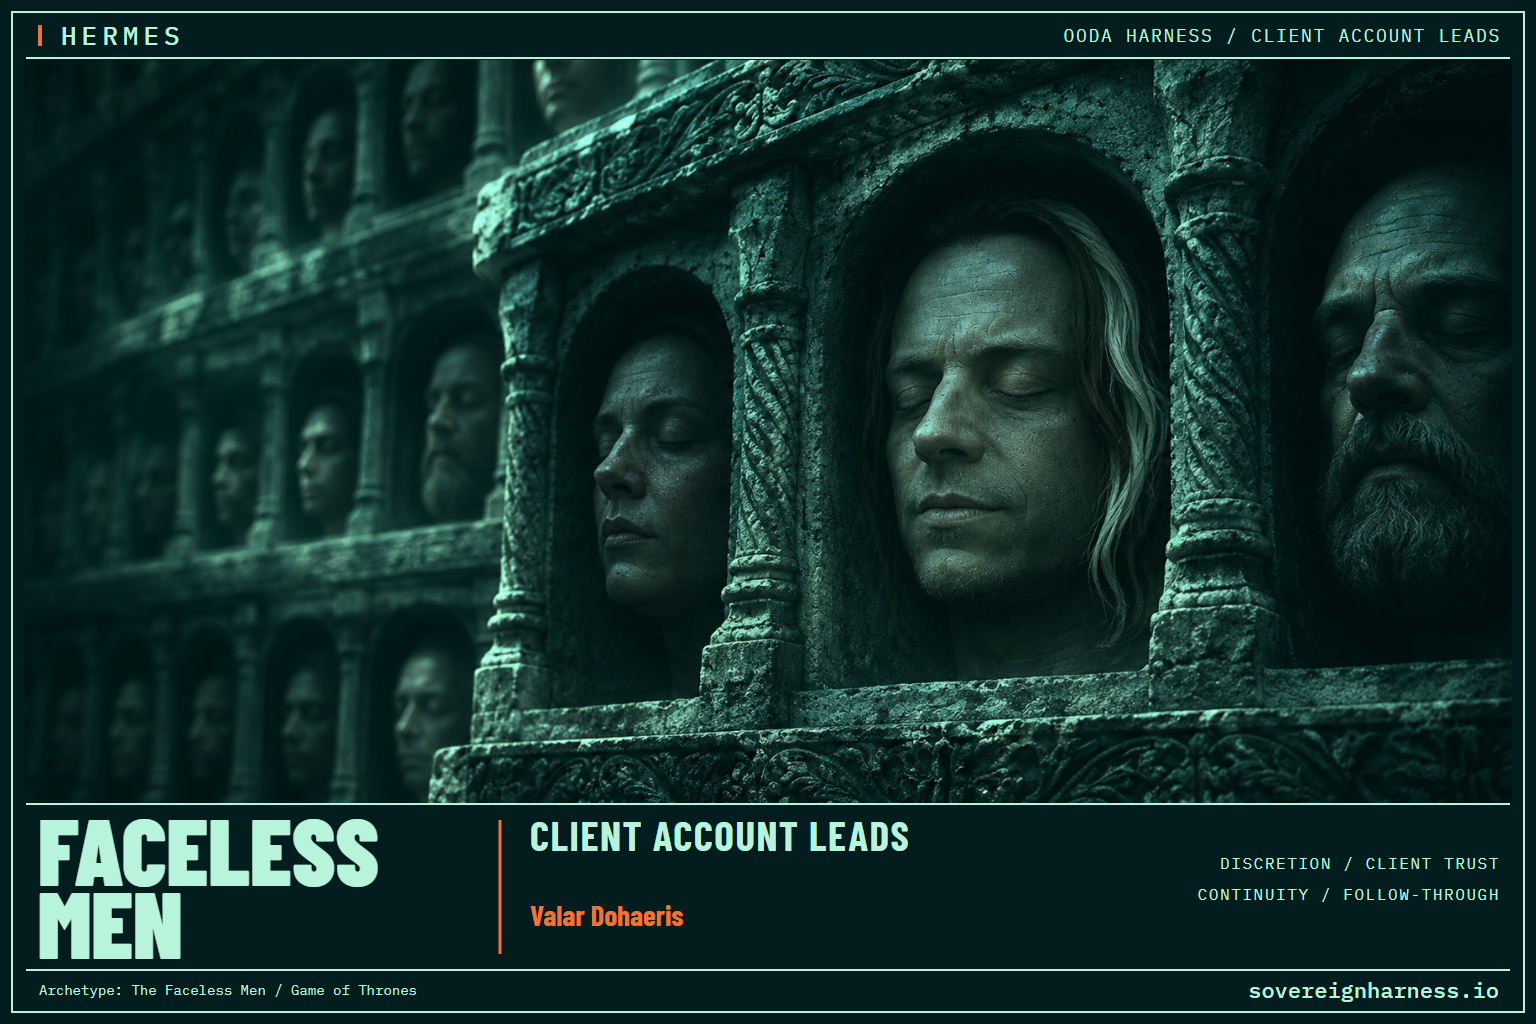 HERMES
OODA HARNESS / CLIENT ACCOUNT LEADS
FACELESS
MEN
CLIENT ACCOUNT LEADS
Valar Dohaeris
DISCRETION / CLIENT TRUST
CONTINUITY / FOLLOW-THROUGH
Archetype: The Faceless Men / Game of Thrones
sovereignharness.io